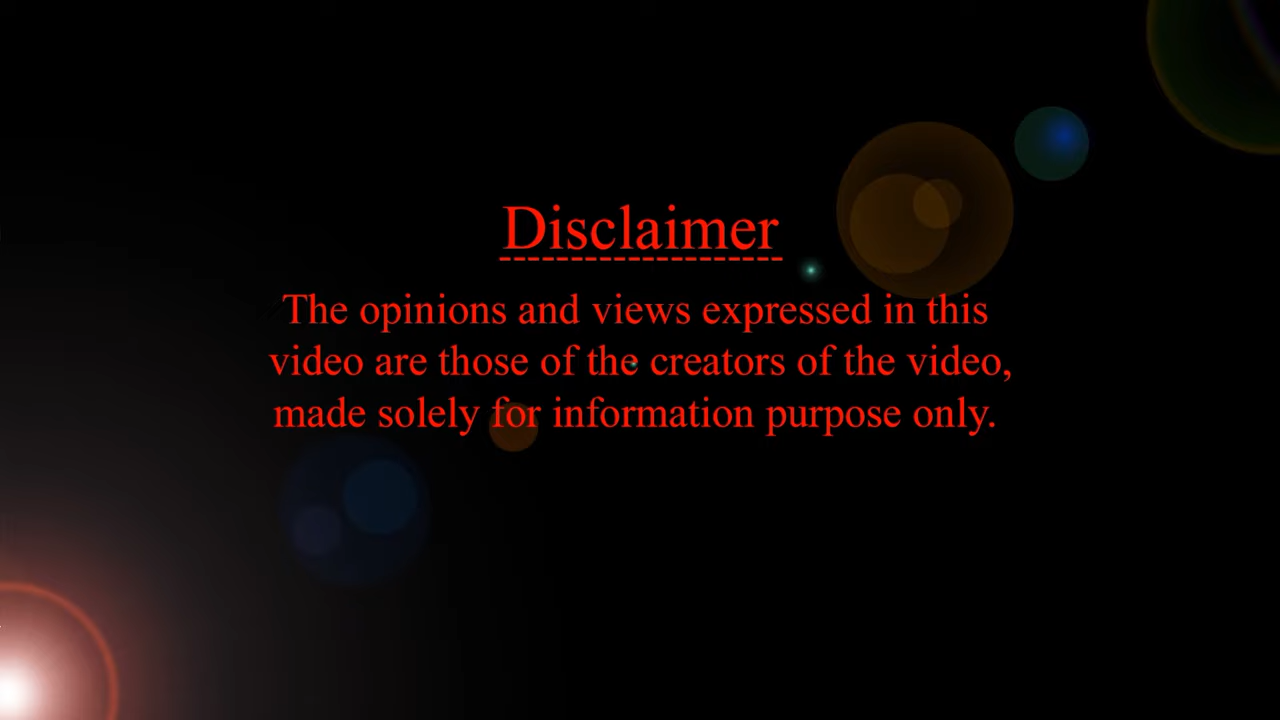 Disclaimer
The opinions and views expressed in this
video are those of the creators of the video,
made solely for information purpose only.